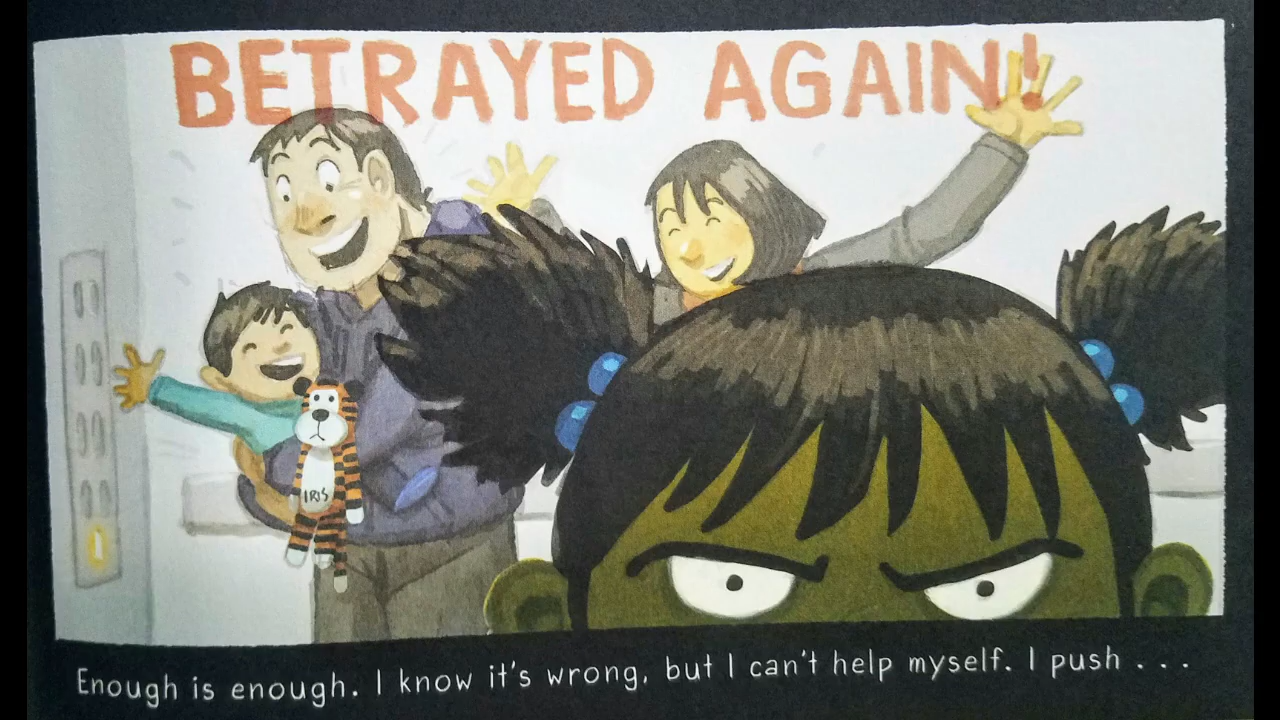 BETRAYED AGAIN!
IRIS
Enough is enough. I know it's wrong, but I can't help myself. I push . . .